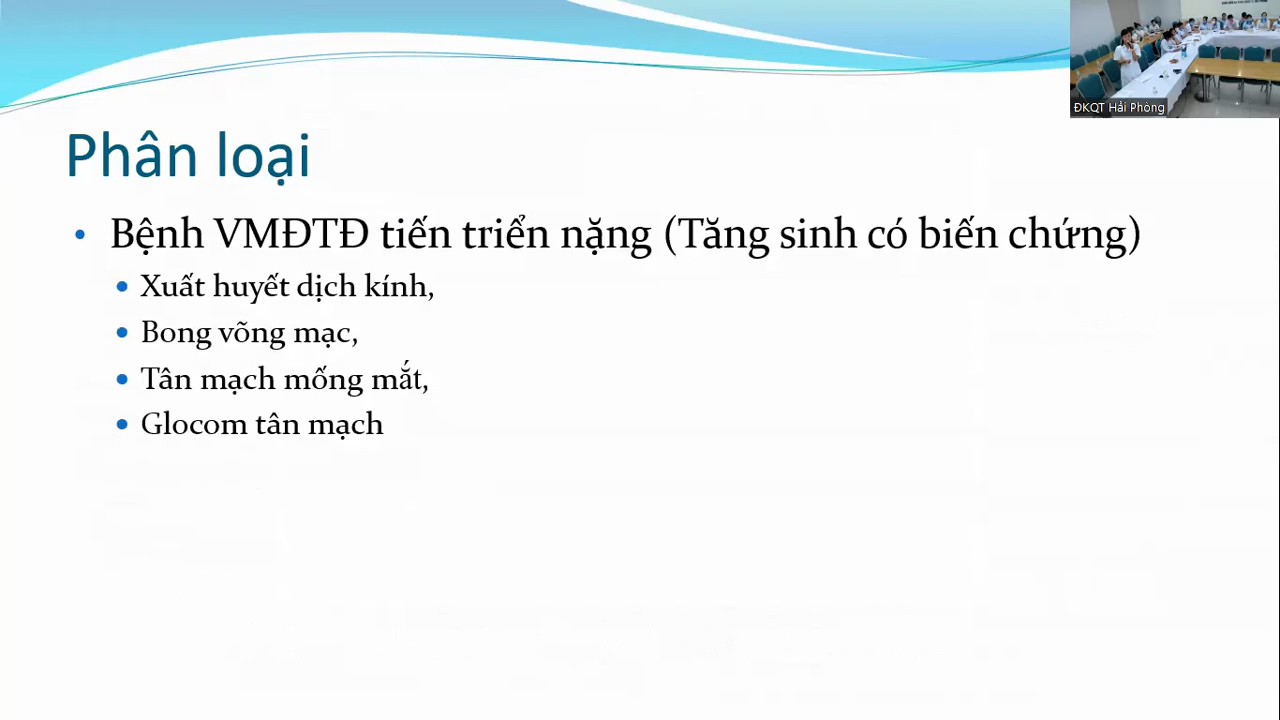 ĐKQT Hải Phòng
Phân loại
Bệnh VMĐTĐ tiến triển nặng (Tăng sinh có biến chứng)
Xuất huyết dịch kính,
Bong võng mạc,
Tân mạch mống mắt,
Glocom tân mạch